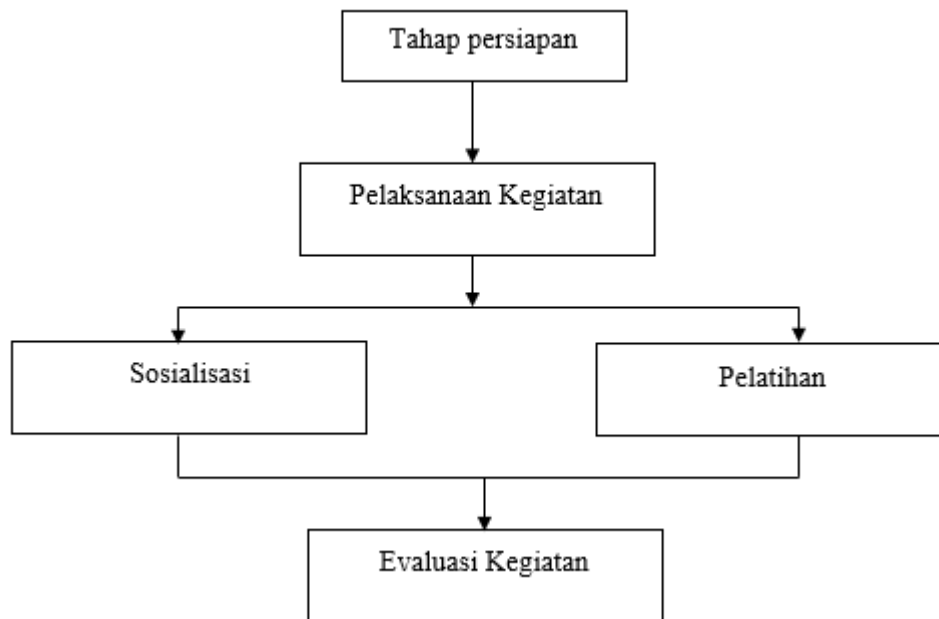 Tahap persiapan
Pelaksanaan Kegiatan
Sosialisasi
Pelatihan
Evaluasi Kegiatan